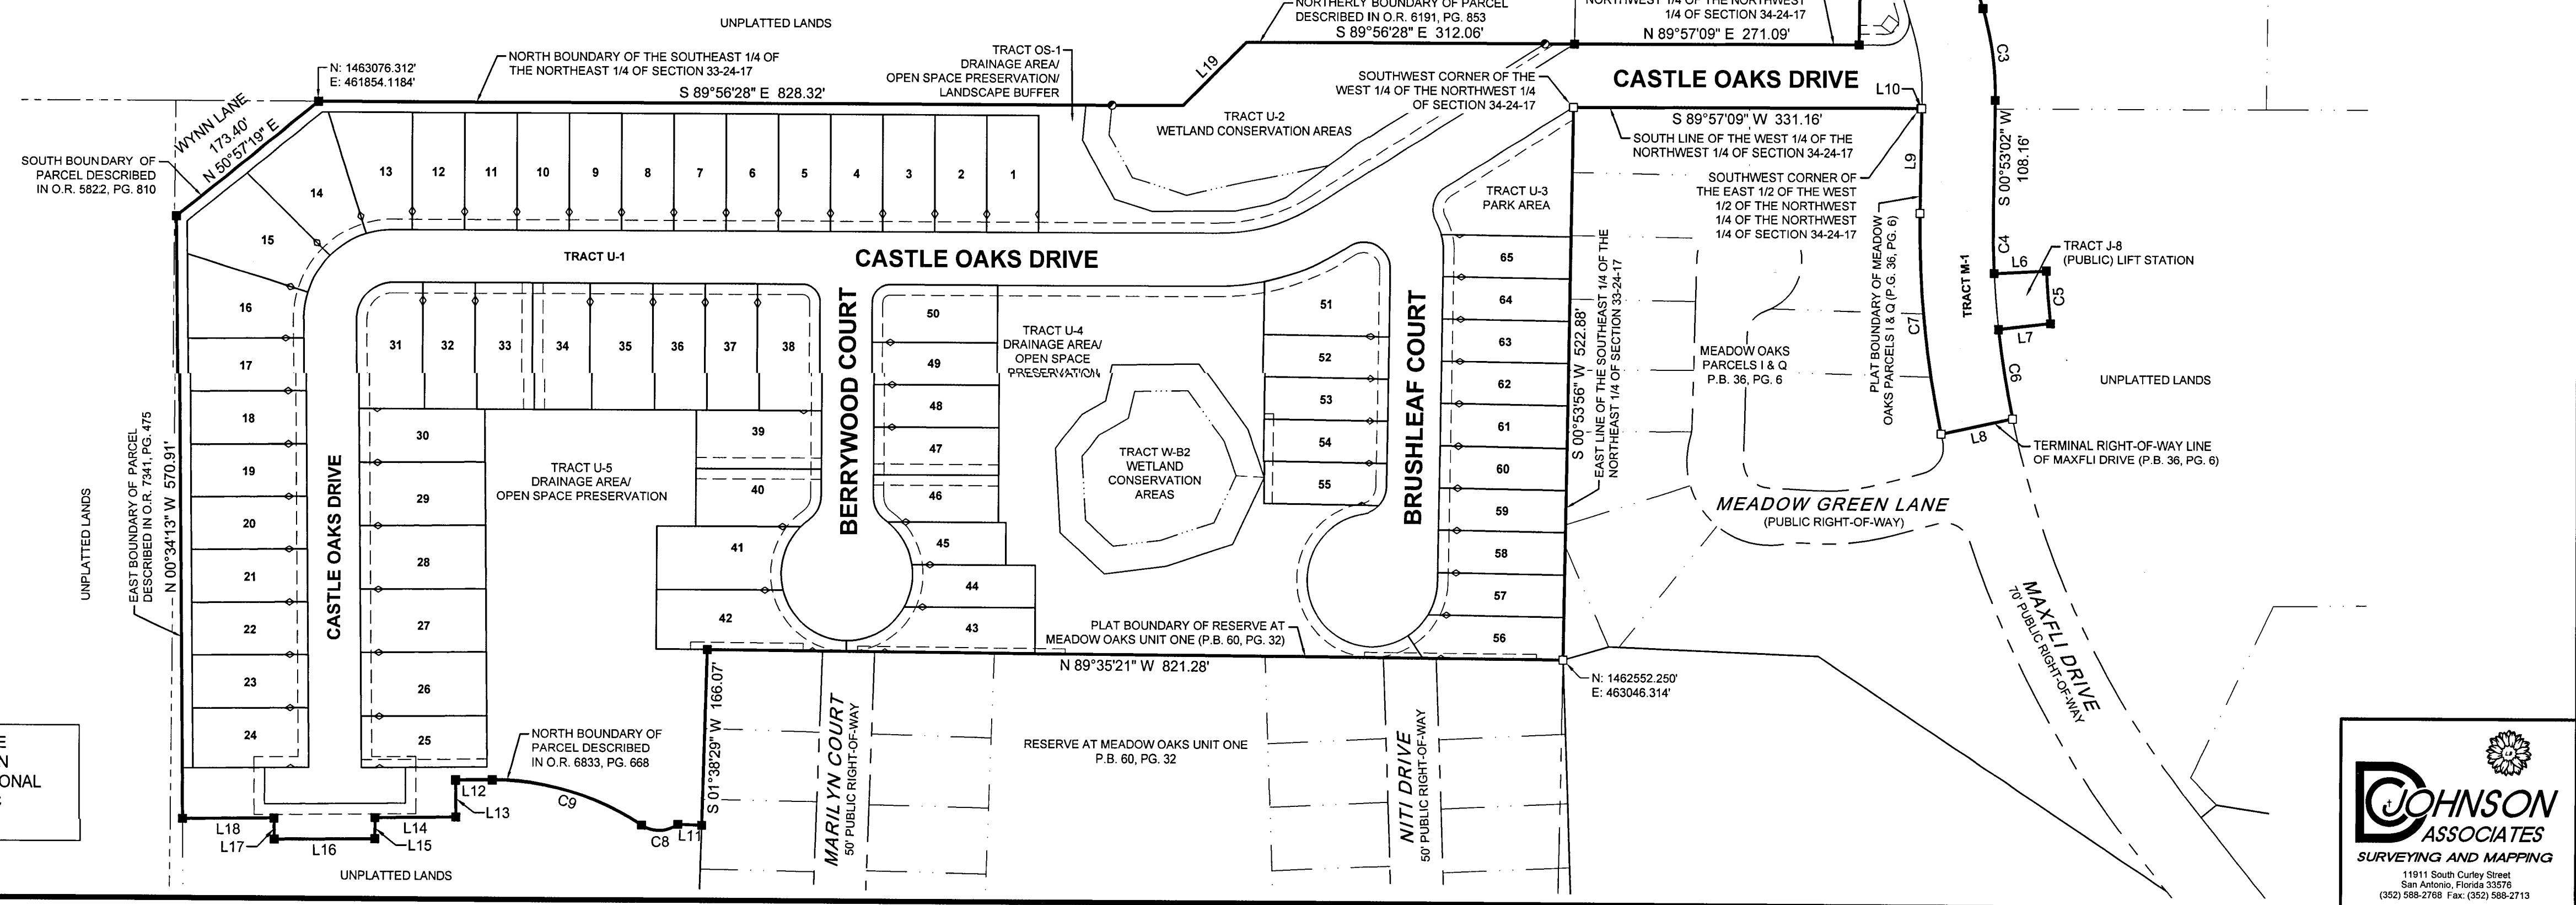 UNPLATTED LANDS
NORTHERLY BOUNDARY OF PARCEL
DESCRIBED IN O.R. 6191, PG. 853
S 89°56'28" E 312.06'
NORTHWEST 1/4 OF THE NORTHWEST
1/4 OF SECTION 34-24-17
N 89°57'09" E 271.09'
N: 1463076.312'
E: 461854.1184'
NORTH BOUNDARY OF THE SOUTHEAST 1/4 OF
THE NORTHEAST 1/4 OF SECTION 33-24-17
S 89°56'28" E 828.32'
TRACT OS-1
DRAINAGE AREA/
OPEN SPACE PRESERVATION/
LANDSCAPE BUFFER
L19
SOUTHWEST CORNER OF THE
WEST 1/4 OF THE NORTHWEST 1/4
OF SECTION 34-24-17
CASTLE OAKS DRIVE
L10
C3
WYNN LANE
173.40'
N 50°57'19" E
SOUTH BOUNDARY OF
PARCEL DESCRIBED
IN O.R. 5822, PG. 810
TRACT U-2
WETLAND CONSERVATION AREAS
S 89°57'09" W 331.16'
SOUTH LINE OF THE WEST 1/4 OF THE
NORTHWEST 1/4 OF SECTION 34-24-17
L9
S 00°53'02" W
108.16'
SOUTHWEST CORNER OF
THE EAST 1/2 OF THE WEST
1/2 OF THE NORTHWEST
1/4 OF THE NORTHWEST
1/4 OF SECTION 34-24-17
13
12
11
10
9
8
7
6
5
4
3
2
1
14
15
TRACT U-3
PARK AREA
TRACT U-1
CASTLE OAKS DRIVE
C4
TRACT J-8
(PUBLIC) LIFT STATION
L6
C5
L7
C6
TRACT M-1
PLAT BOUNDARY OF MEADOW
OAKS PARCELS I & Q (P.G. 36, PG. 6)
C7
16
17
18
19
20
21
22
23
24
31
32
33
34
35
36
37
38
BERRYWOOD COURT
50
49
48
47
46
45
44
43
TRACT U-4
DRAINAGE AREA/
OPEN SPACE
PRESERVATION
51
52
53
54
55
BRUSHLEAF COURT
65
64
63
62
61
60
59
58
57
56
S 00°53'56" W 522.88'
EAST LINE OF THE SOUTHEAST 1/4 OF THE
NORTHEAST 1/4 OF SECTION 33-24-17
MEADOW OAKS
PARCELS I & Q
P.B. 36, PG. 6
UNPLATTED LANDS
L8
TERMINAL RIGHT-OF-WAY LINE
OF MAXFLI DRIVE (P.B. 36, PG. 6)
UNPLATTED LANDS
EAST BOUNDARY OF PARCEL
DESCRIBED IN O.R. 7341, PG. 475
N 00°34'13" W 570.91'
CASTLE OAKS DRIVE
30
29
28
27
26
25
TRACT U-5
DRAINAGE AREA/
OPEN SPACE PRESERVATION
39
40
41
42
TRACT W-B2
WETLAND
CONSERVATION
AREAS
MEADOW GREEN LANE
(PUBLIC RIGHT-OF-WAY)
MAXFLI DRIVE
70' PUBLIC RIGHT-OF-WAY
PLAT BOUNDARY OF RESERVE AT
MEADOW OAKS UNIT ONE (P.B. 60, PG. 32)
N 89°35'21" W 821.28'
N: 1462552.250'
E: 463046.314'
S 01°38'29" W 166.07'
MARILYN COURT
50' PUBLIC RIGHT-OF-WAY
RESERVE AT MEADOW OAKS UNIT ONE
P.B. 60, PG. 32
NITI DRIVE
50' PUBLIC RIGHT-OF-WAY
NORTH BOUNDARY OF
PARCEL DESCRIBED
IN O.R. 6833, PG. 668
L12
C9
L13
L14
L18
L17
L16
L15
C8
L11
UNPLATTED LANDS
ONAL
DC JOHNSON
ASSOCIATES
SURVEYING AND MAPPING
11911 South Curley Street
San Antonio, Florida 33576
(352) 588-2768 Fax: (352) 588-2713